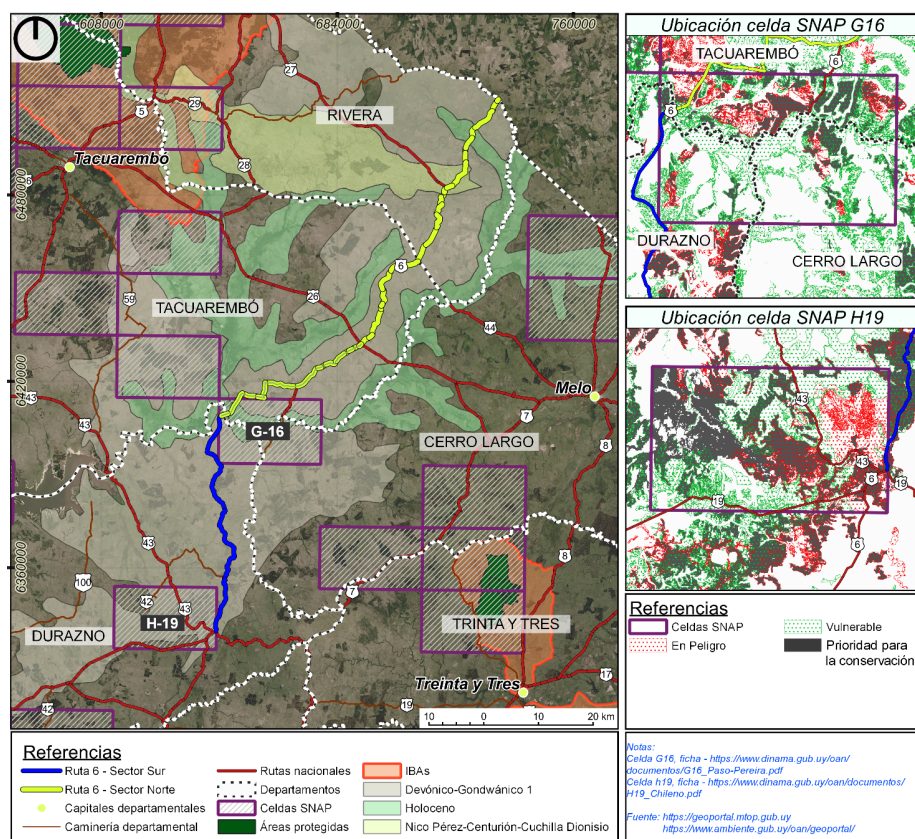 608000
684000
760000
6480000
6420000
6360000
27
RIVERA
29
5
28
Tacuarembó
6
59
TACUAREMBÓ
26
44
43
43
Melo
7
G-16
CERRO LARGO
8
43
100
42
43
H-19
DURAZNO
7
8
TRINTA Y TRES
Treinta y Tres
17
42
19
10 0 10 20 km
Referencias
Ruta 6 - Sector Sur
Ruta 6 - Sector Norte
Capitales departamentales
Caminería departamental
Rutas nacionales
Departamentos
Celdas SNAP
Áreas protegidas
IBAs
Devónico-Gondwánico 1
Holoceno
Nico Pérez-Centurión-Cuchilla Dionisio
Ubicación celda SNAP G16
TACUAREMBÓ
6
6
DURAZNO
CERRO LARGO
Ubicación celda SNAP H19
43
43
6
19
19
6
Referencias
Celdas SNAP
En Peligro
Vulnerable
Prioridad para
la conservación
Notas:
Celda G16, ficha - https://www.dinama.gub.uy/oan/
documentos/G16_Paso-Pereira.pdf
Celda h19, ficha - https://www.dinama.gub.uy/oan/documentos/
H19_Chileno.pdf
Fuente: https://geoportal.mtop.gub.uy
https://www.ambiente.gub.uy/oan/geoportal/